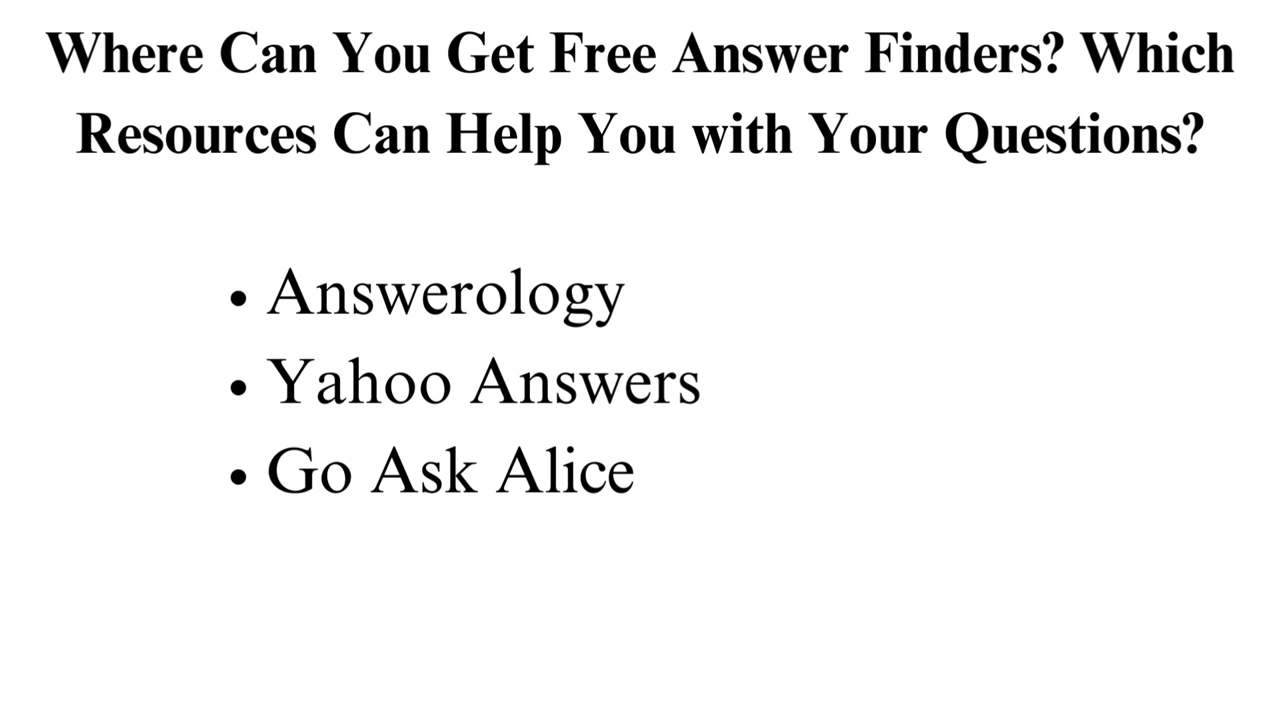 Where Can You Get Free Answer Finders? Which
Resources Can Help You with Your Questions?
• Answerology
• Yahoo Answers
• Go Ask Alice